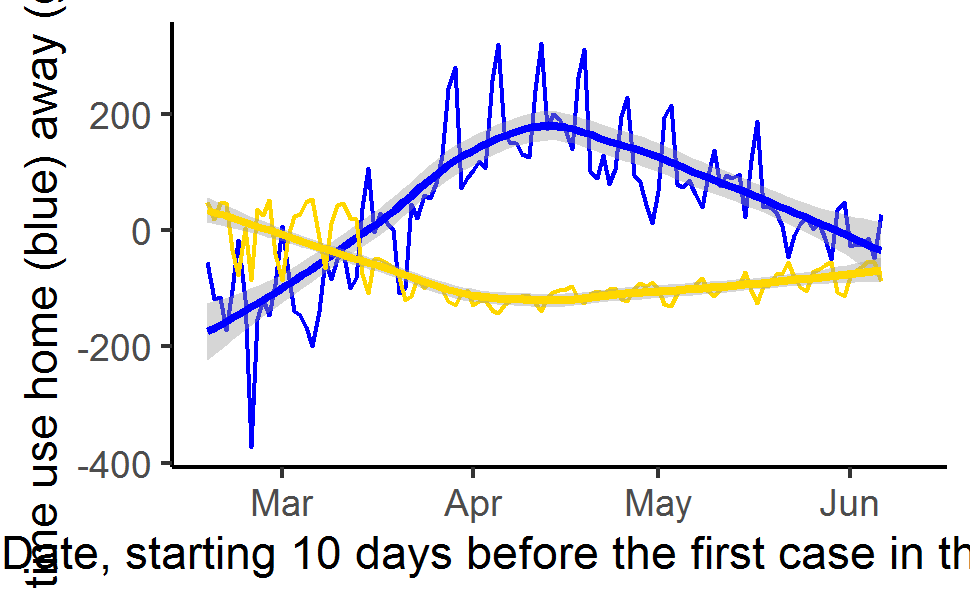 time use home (blue) away (
200
0
-200
-400
Mar Apr May Jun
Date, starting 10 days before the first case in th